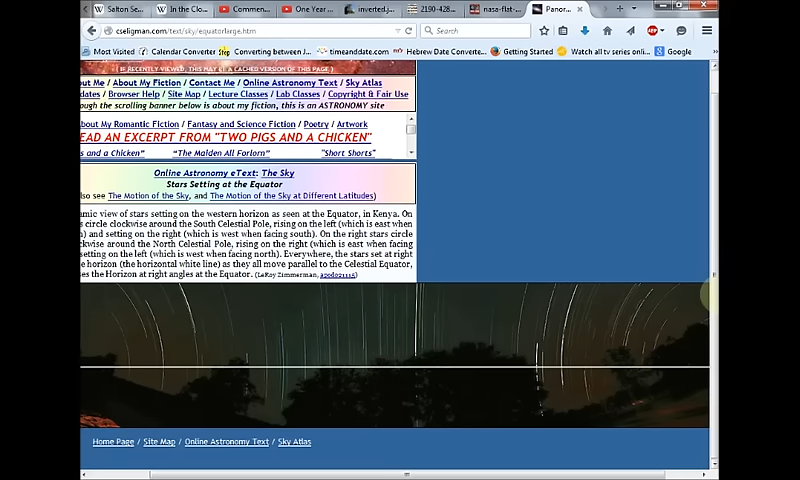 Salton Se... In the Clo... Commen... One Year ... inverted.j... 2190-428... nasa-flat-... Panor...
cseligman.com/text/sky/equatorlarge.htm Search ABP
Most Visited Calendar Converter Converting between J... timeanddate.com Hebrew Date Converte... Getting Started Watch all tv series onlin... Google
( IF RECENTLY VIEWED, THIS MAY BE A CACHED VERSION OF THIS PAGE )
ut Me / About My Fiction / Contact Me / Online Astronomy Text / Sky Atlas
dates / Browser Help / Site Map / Lecture Classes / Lab Classes / Copyright & Fair Use
ough the scrolling banner below is about my fiction, this is an ASTRONOMY site
About My Romantic Fiction / Fantasy and Science Fiction / Poetry / Artwork
EAD AN EXCERPT FROM "TWO PIGS AND A CHICKEN"
s and a Chicken" "The Maiden All Forlorn" "Short Shorts"
Online Astronomy eText: The Sky
Stars Setting at the Equator
lso see The Motion of the Sky, and The Motion of the Sky at Different Latitudes)
amic view of stars setting on the western horizon as seen at the Equator, in Kenya. On
s circle clockwise around the South Celestial Pole, rising on the left (which is east when
h) and setting on the right (which is west when facing south). On the right stars circle
ckwise around the North Celestial Pole, rising on the right (which is east when facing
setting on the left (which is west when facing north). Everywhere, the stars set at right
e horizon (the horizontal white line) as they all move parallel to the Celestial Equator,
ses the Horizon at right angles at the Equator. (LeRoy Zimmerman, apod021115)
Home Page / Site Map / Online Astronomy Text / Sky Atlas